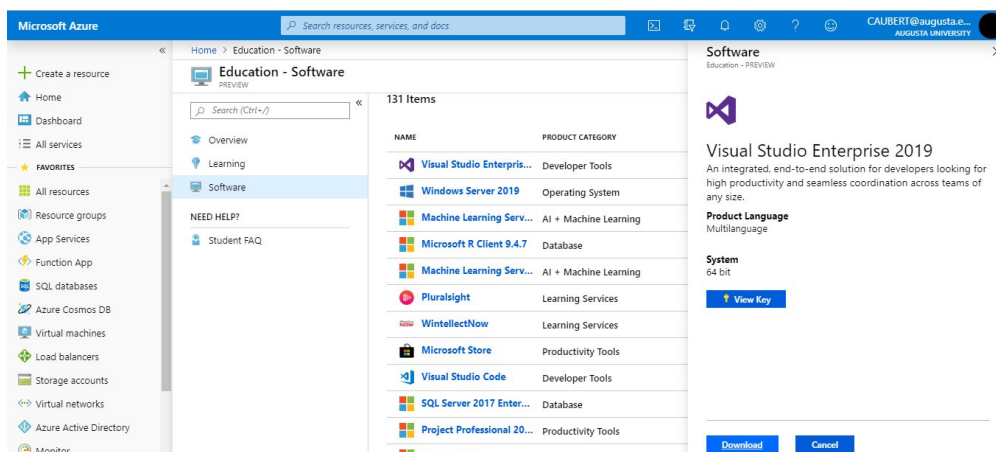 Microsoft Azure
Search resources, services, and docs
CAUBERT@augusta.e...
AUGUSTA UNIVERSITY
Create a resource
Home
Dashboard
All services
FAVORITES
All resources
Resource groups
App Services
Function App
SQL databases
Azure Cosmos DB
Virtual machines
Load balancers
Storage accounts
Virtual networks
Azure Active Directory
Monitor
Home > Education - Software
Education - Software
PREVIEW
Search (Ctrl+/)
Overview
Learning
Software
NEED HELP?
Student FAQ
131 Items
NAME PRODUCT CATEGORY
Visual Studio Enterpris... Developer Tools
Windows Server 2019 Operating System
Machine Learning Serv... AI + Machine Learning
Microsoft R Client 9.4.7 Database
Machine Learning Serv... AI + Machine Learning
Pluralsight Learning Services
WintellectNow Learning Services
Microsoft Store Productivity Tools
Visual Studio Code Developer Tools
SQL Server 2017 Enter... Database
Project Professional 20... Productivity Tools
Software
Education - PREVIEW
Visual Studio Enterprise 2019
An integrated, end-to-end solution for developers looking for
high productivity and seamless coordination across teams of
any size.
Product Language
Multilanguage
System
64 bit
View Key
Download Cancel